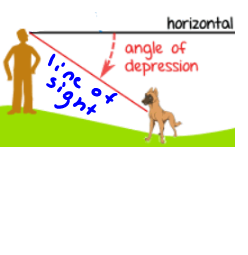 horizontal
angle of
depression
line of
sight